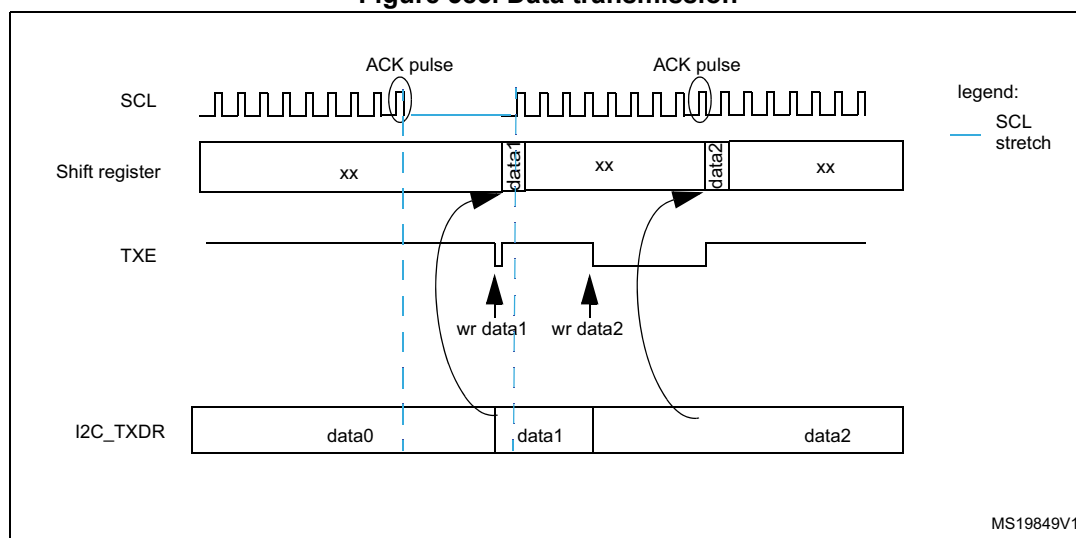 Figure Data transmission
ACK pulse ACK pulse
SCL
legend:
SCL
stretch
Shift register xx data1 xx data2 xx
TXE
wr data1 wr data2
I2C_TXDR data0 data1 data2
MS19849V1